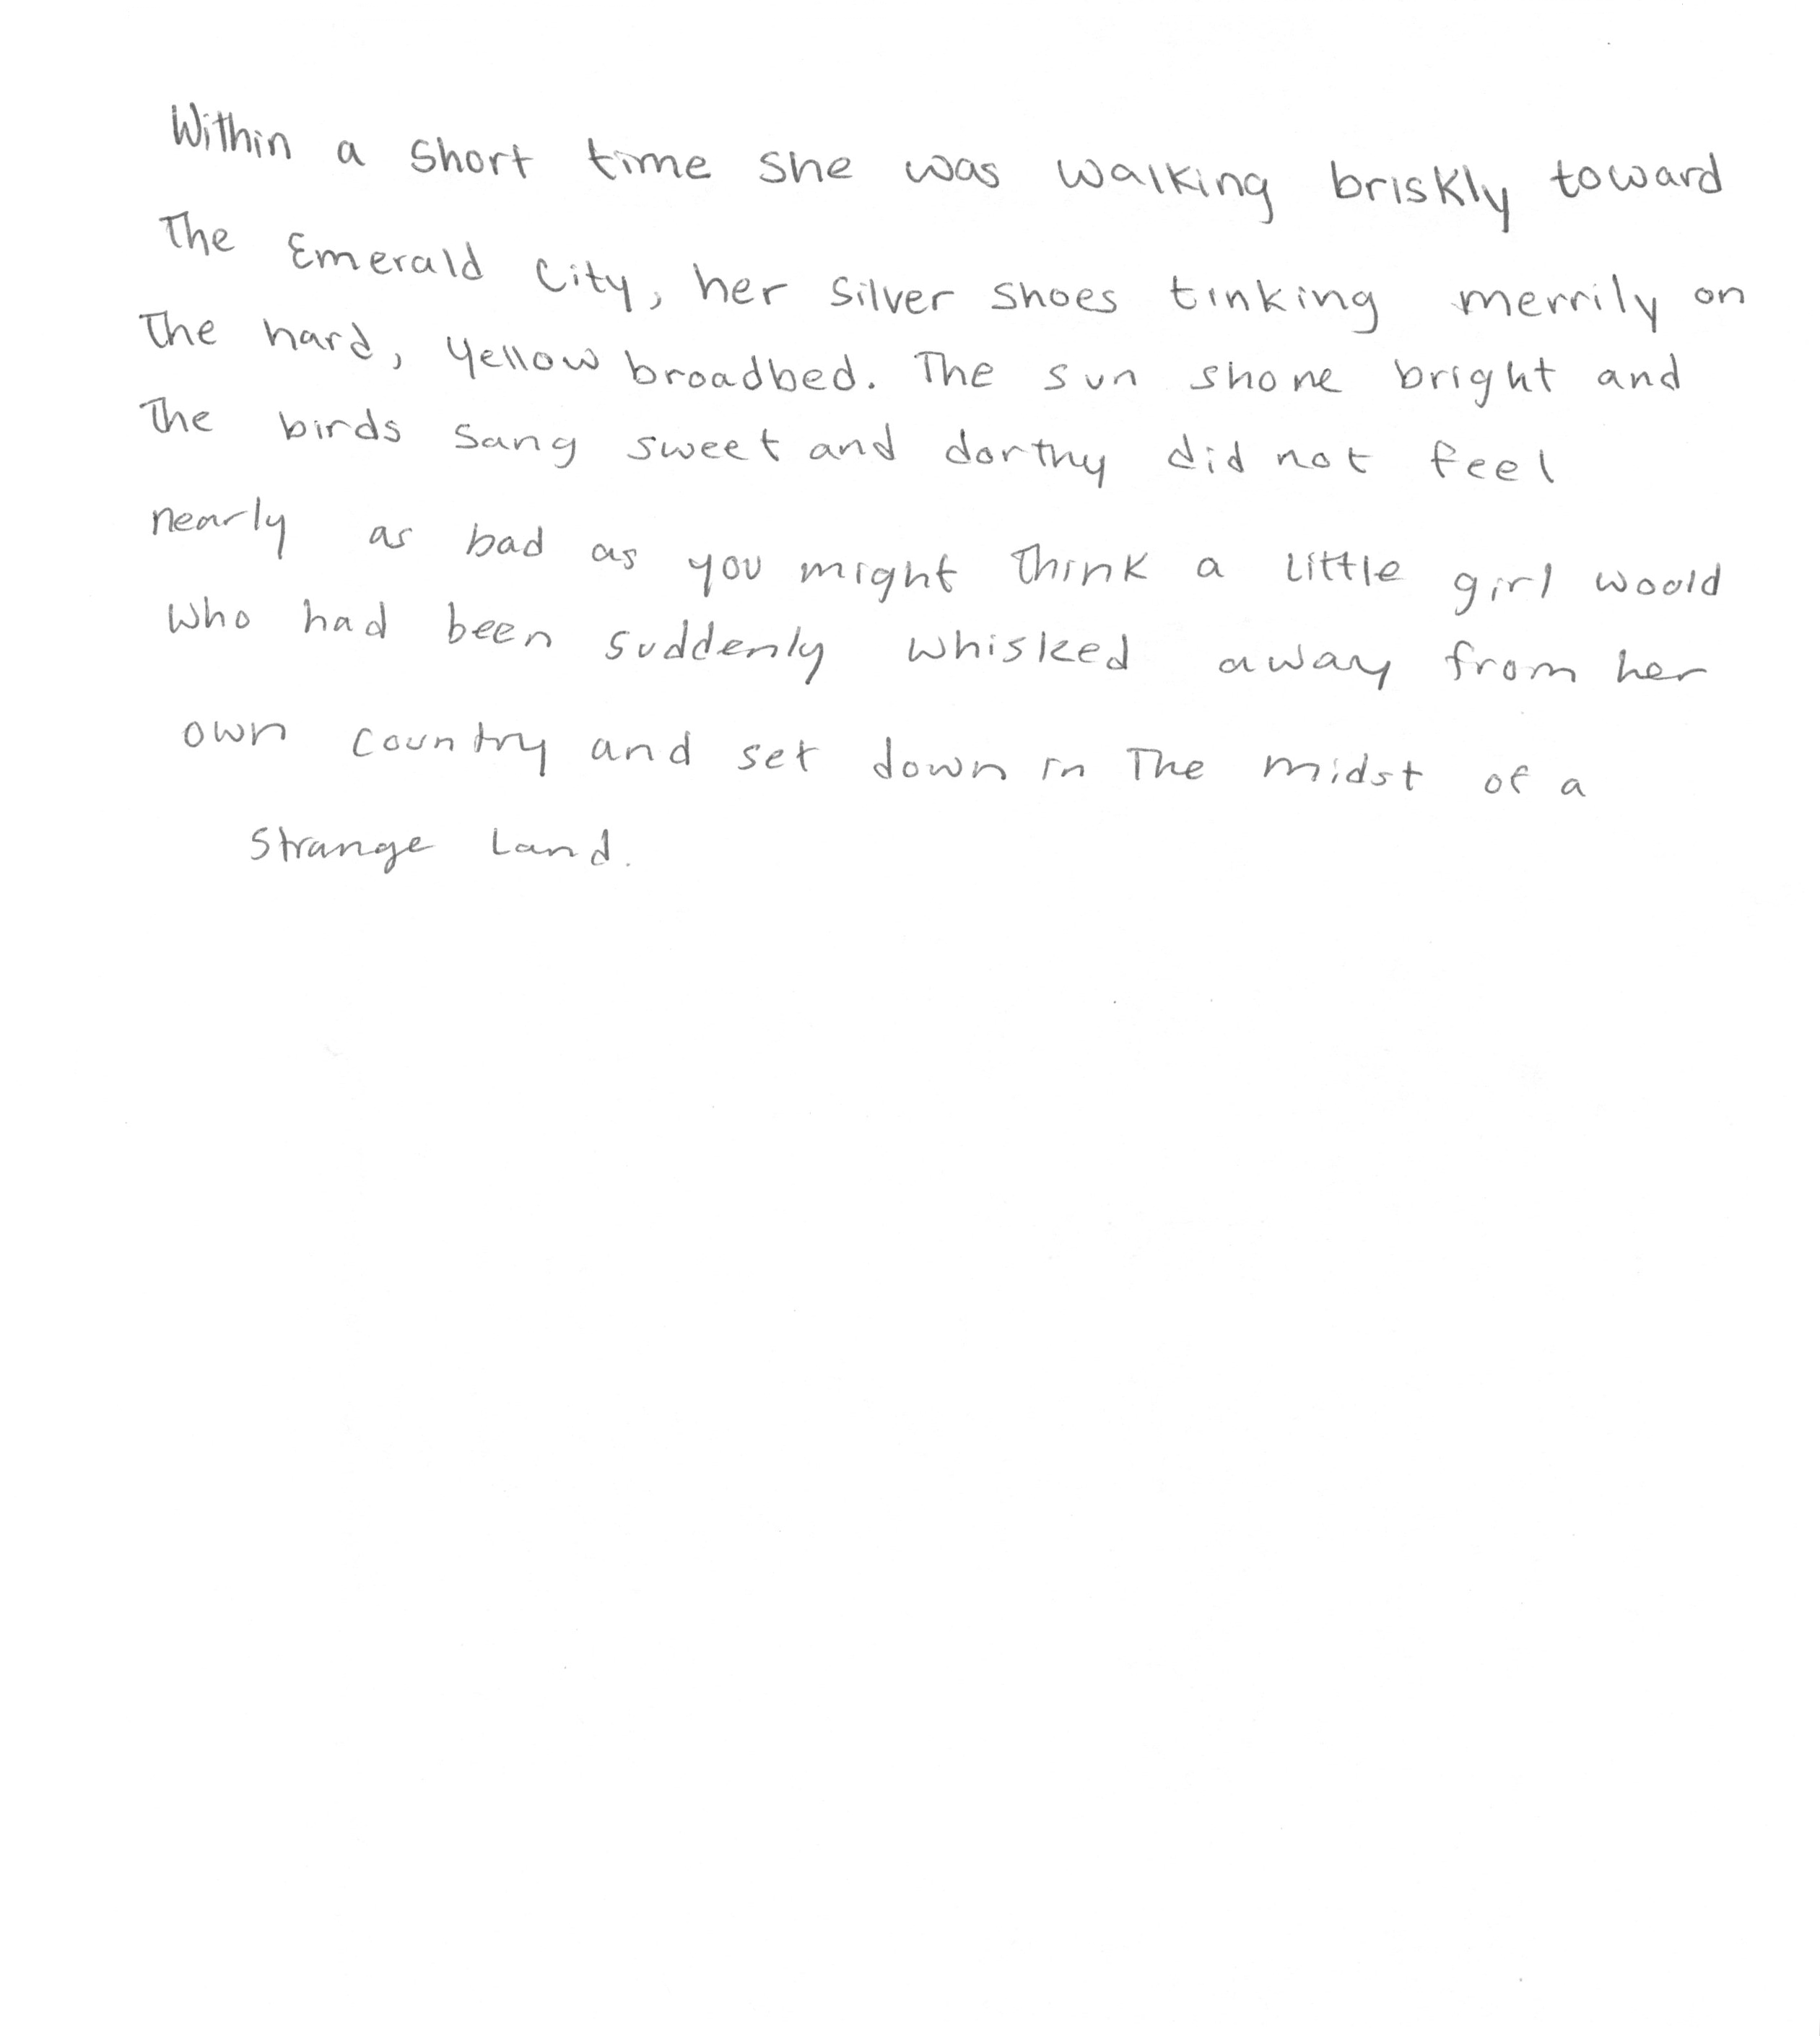 Within a short time she was walking briskly toward
The Emerald City, her silver shoes tinking merrily on
The hard, yellow broadbed. The sun shone bright and
The birds sang sweet and dorthy did not feel
nearly as bad as you might think a little girl woold
who had been suddenly whisked away from her
own country and set down in The midst of a
strange land.